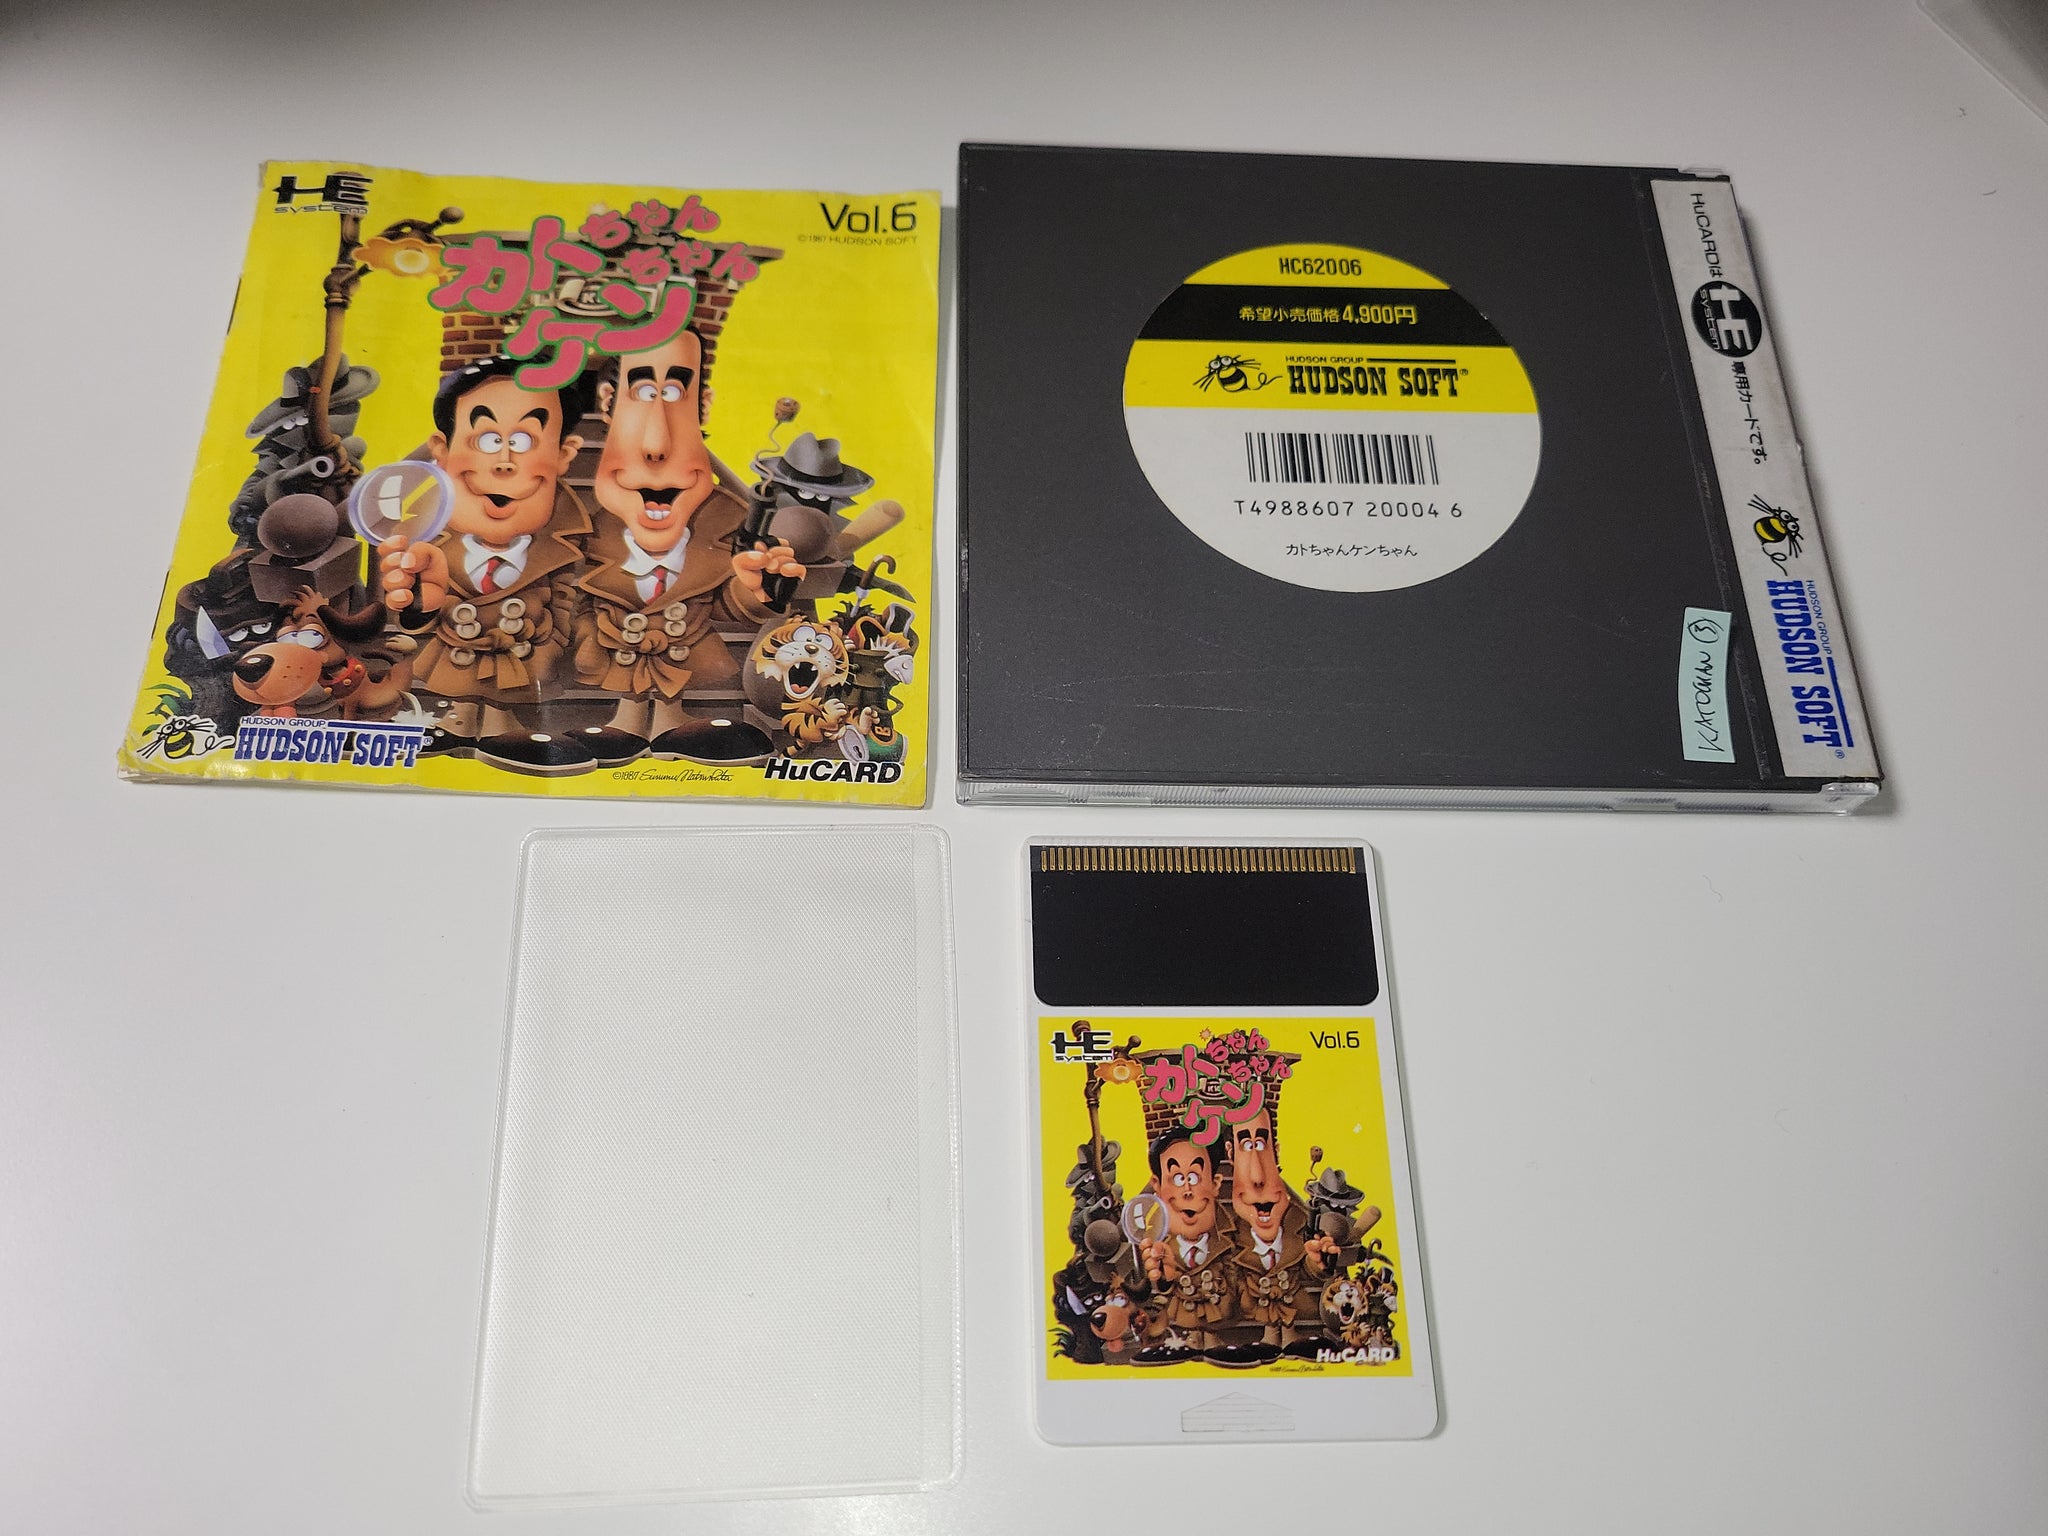 HE
system
Vol.6
©1987 HUDSON SOFT
カトちゃん
ケンちゃん
HUDSON GROUP
HUDSON SOFT®
©1987
HuCARD
HC62006
希望小売価格4,900円
HUDSON GROUP
HUDSON SOFT®
T4988607 20004 6
カトちゃんケンちゃん
HuCARDは HE system 専用カードです。
HUDSON GROUP
HUDSON SOFT®
KATOCHAN ③
HE
system
Vol.6
カトちゃん
ケンちゃん
HuCARD